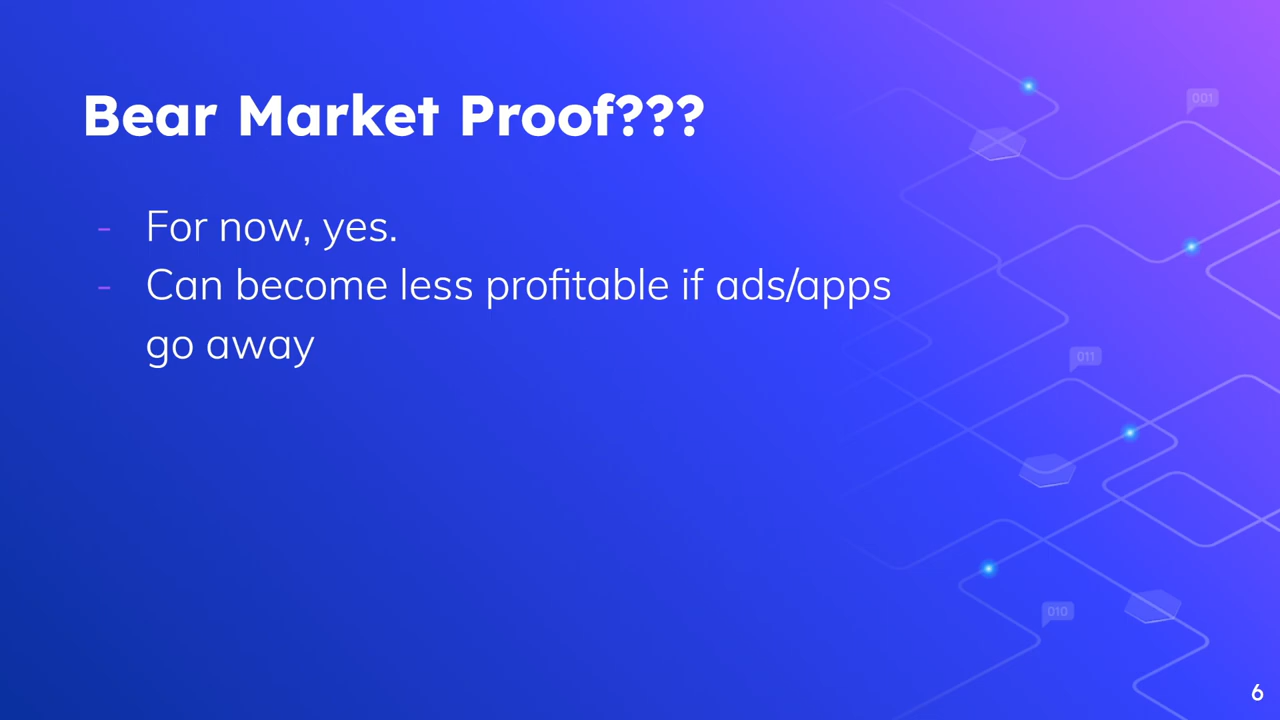 Bear Market Proof???
- For now, yes.
- Can become less profitable if ads/apps
go away
001
011
010
6